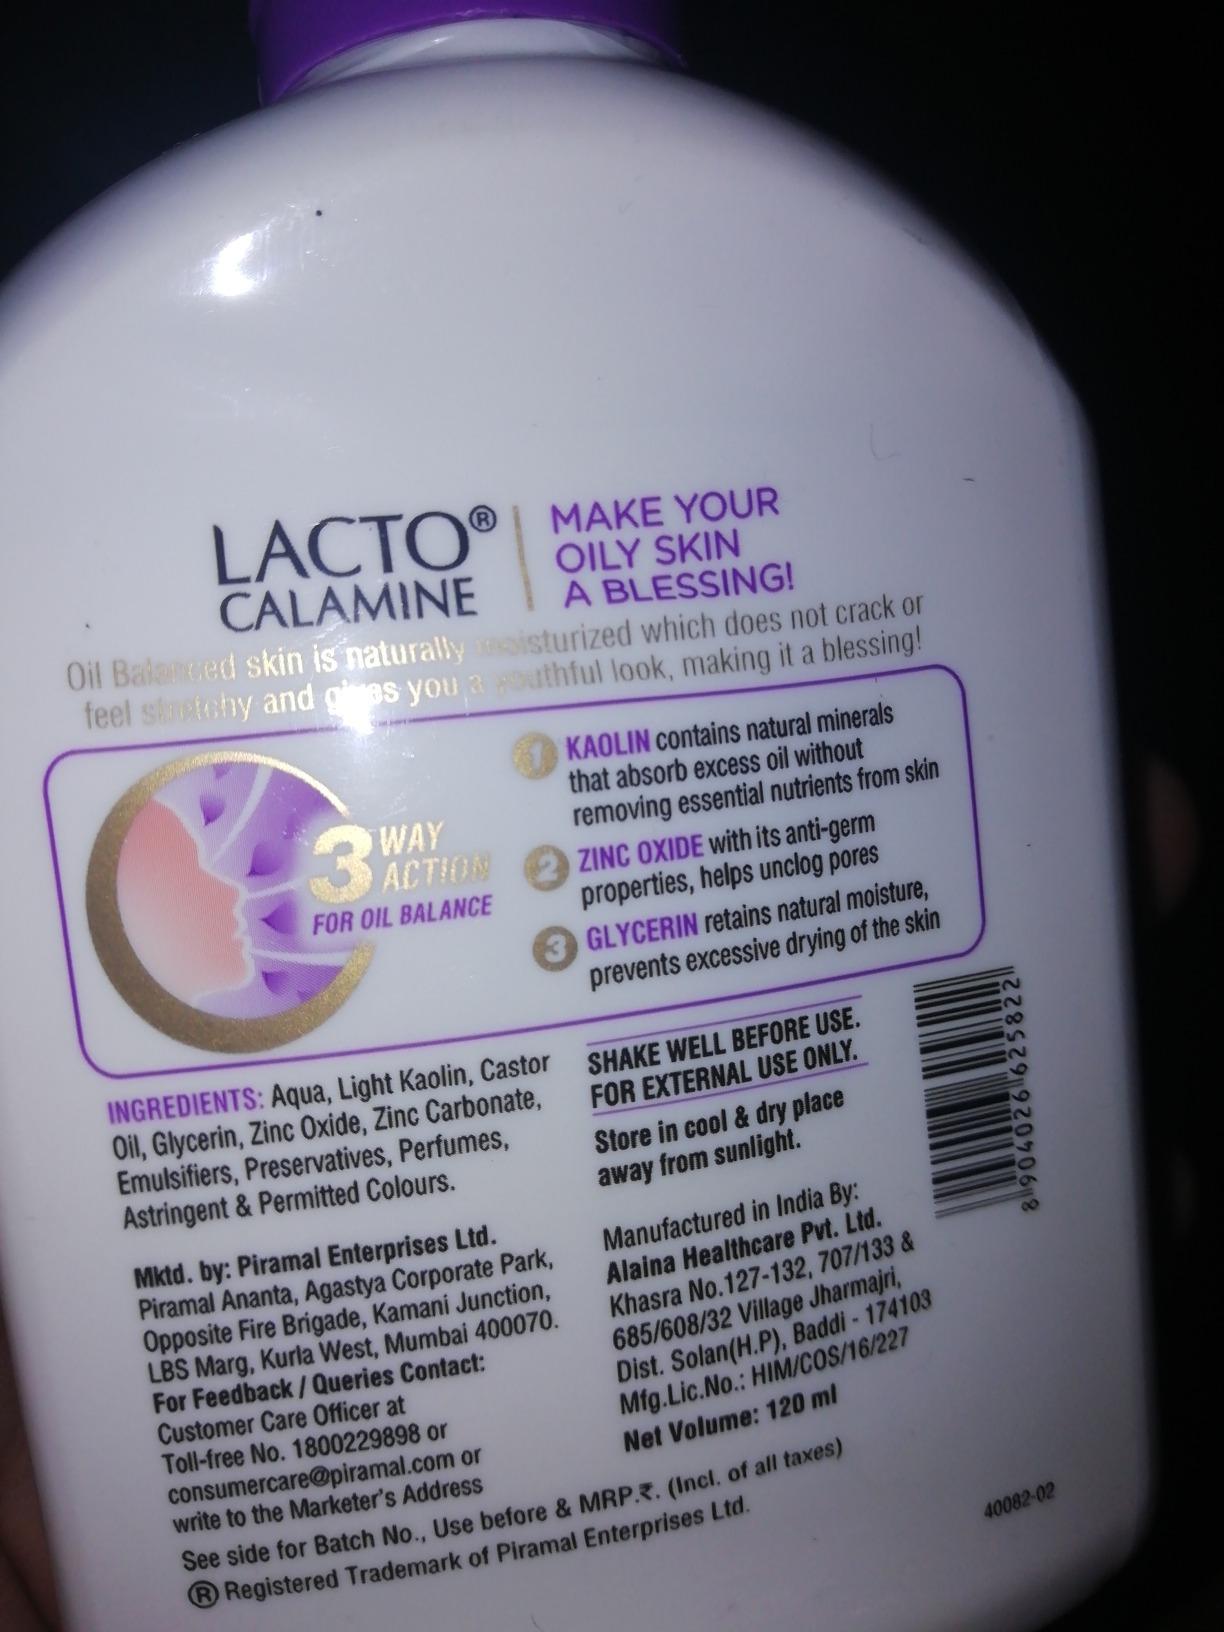 LACTO®
CALAMINE
MAKE YOUR
OILY SKIN
A BLESSING!
Oil Balanced skin is naturally moisturized which does not crack or
feel stretchy and gives you a youthful look, making it a blessing!
3 WAY
ACTION
FOR OIL BALANCE
1 KAOLIN contains natural minerals
that absorb excess oil without
removing essential nutrients from skin
2 ZINC OXIDE with its anti-germ
properties, helps unclog pores
3 GLYCERIN retains natural moisture,
prevents excessive drying of the skin
INGREDIENTS: Aqua, Light Kaolin, Castor
Oil, Glycerin, Zinc Oxide, Zinc Carbonate,
Emulsifiers, Preservatives, Perfumes,
Astringent & Permitted Colours.
Mktd. by: Piramal Enterprises Ltd.
Piramal Ananta, Agastya Corporate Park,
Opposite Fire Brigade, Kamani Junction,
LBS Marg, Kurla West, Mumbai 400070.
For Feedback / Queries Contact:
Customer Care Officer at
Toll-free No. 1800229898 or
consumercare@piramal.com or
write to the Marketer's Address
SHAKE WELL BEFORE USE.
FOR EXTERNAL USE ONLY.
Store in cool & dry place
away from sunlight.
Manufactured in India By:
Alaina Healthcare Pvt. Ltd.
Khasra No.127-132, 707/133 &
685/608/32 Village Jharmajri,
Dist. Solan(H.P), Baddi - 174103
Mfg.Lic.No.: HIM/COS/16/227
Net Volume: 120 ml
8904026625822
See side for Batch No., Use before & MRP.₹. (Incl. of all taxes)
® Registered Trademark of Piramal Enterprises Ltd.
40082-02